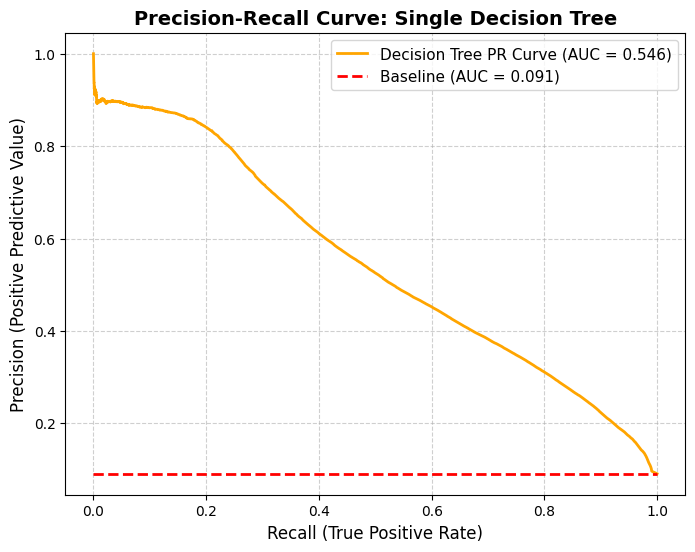 Precision-Recall Curve: Single Decision Tree
Decision Tree PR Curve (AUC = 0.546)
Baseline (AUC = 0.091)
Precision (Positive Predictive Value)
1.0
0.8
0.6
0.4
0.2
0.0 0.2 0.4 0.6 0.8 1.0
Recall (True Positive Rate)